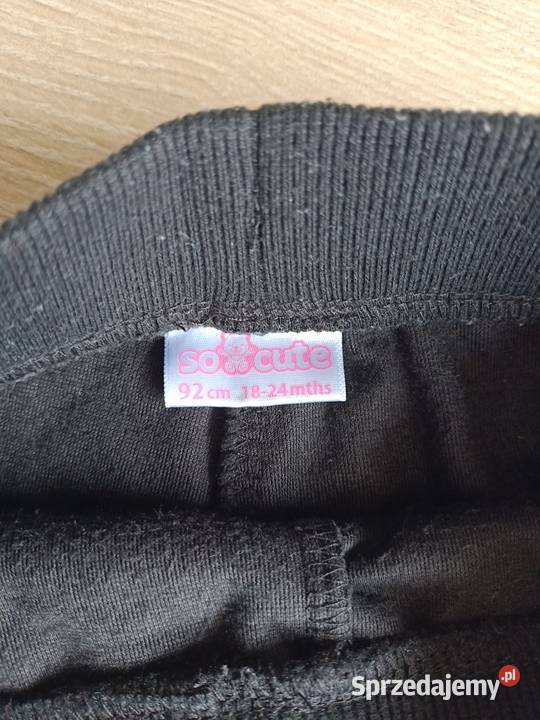 so cute
92 cm 18-24 mths
Sprzedajemy.pl